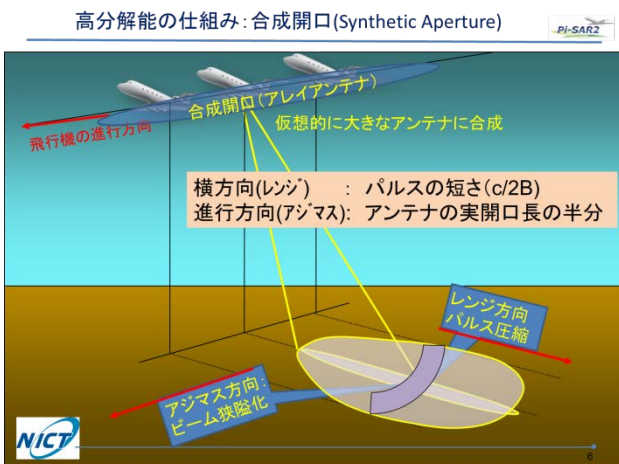 高分解能の仕組み：合成開口(Synthetic Aperture)
Pi-SAR2
合成開口（アレイアンテナ）
飛行機の進行方向
仮想的に大きなアンテナに合成
横方向(ﾚﾝｼﾞ)　　：　パルスの短さ（c/2B）
進行方向(ｱｼﾞﾏｽ)：　アンテナの実開口長の半分
レンジ方向
パルス圧縮
アジマス方向：
ビーム狭隘化
NICT
6